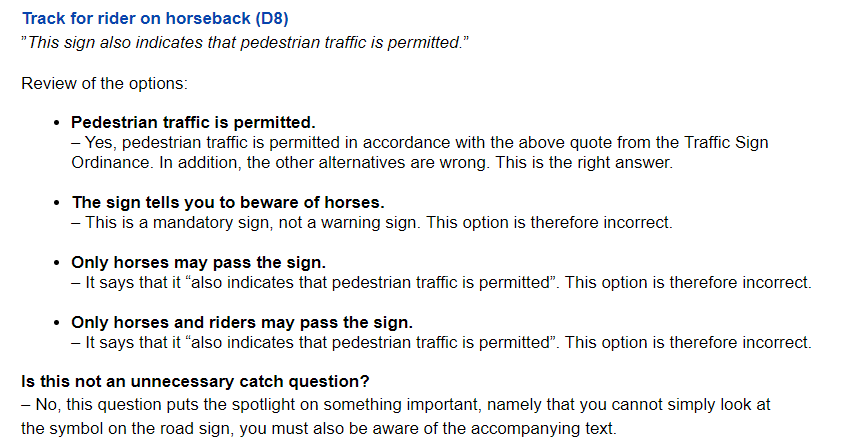 Track for rider on horseback (D8)
”This sign also indicates that pedestrian traffic is permitted.”
Review of the options:
• Pedestrian traffic is permitted.
– Yes, pedestrian traffic is permitted in accordance with the above quote from the Traffic Sign
Ordinance. In addition, the other alternatives are wrong. This is the right answer.
• The sign tells you to beware of horses.
– This is a mandatory sign, not a warning sign. This option is therefore incorrect.
• Only horses may pass the sign.
– It says that it “also indicates that pedestrian traffic is permitted”. This option is therefore incorrect.
• Only horses and riders may pass the sign.
– It says that it “also indicates that pedestrian traffic is permitted”. This option is therefore incorrect.
Is this not an unnecessary catch question?
– No, this question puts the spotlight on something important, namely that you cannot simply look at
the symbol on the road sign, you must also be aware of the accompanying text.